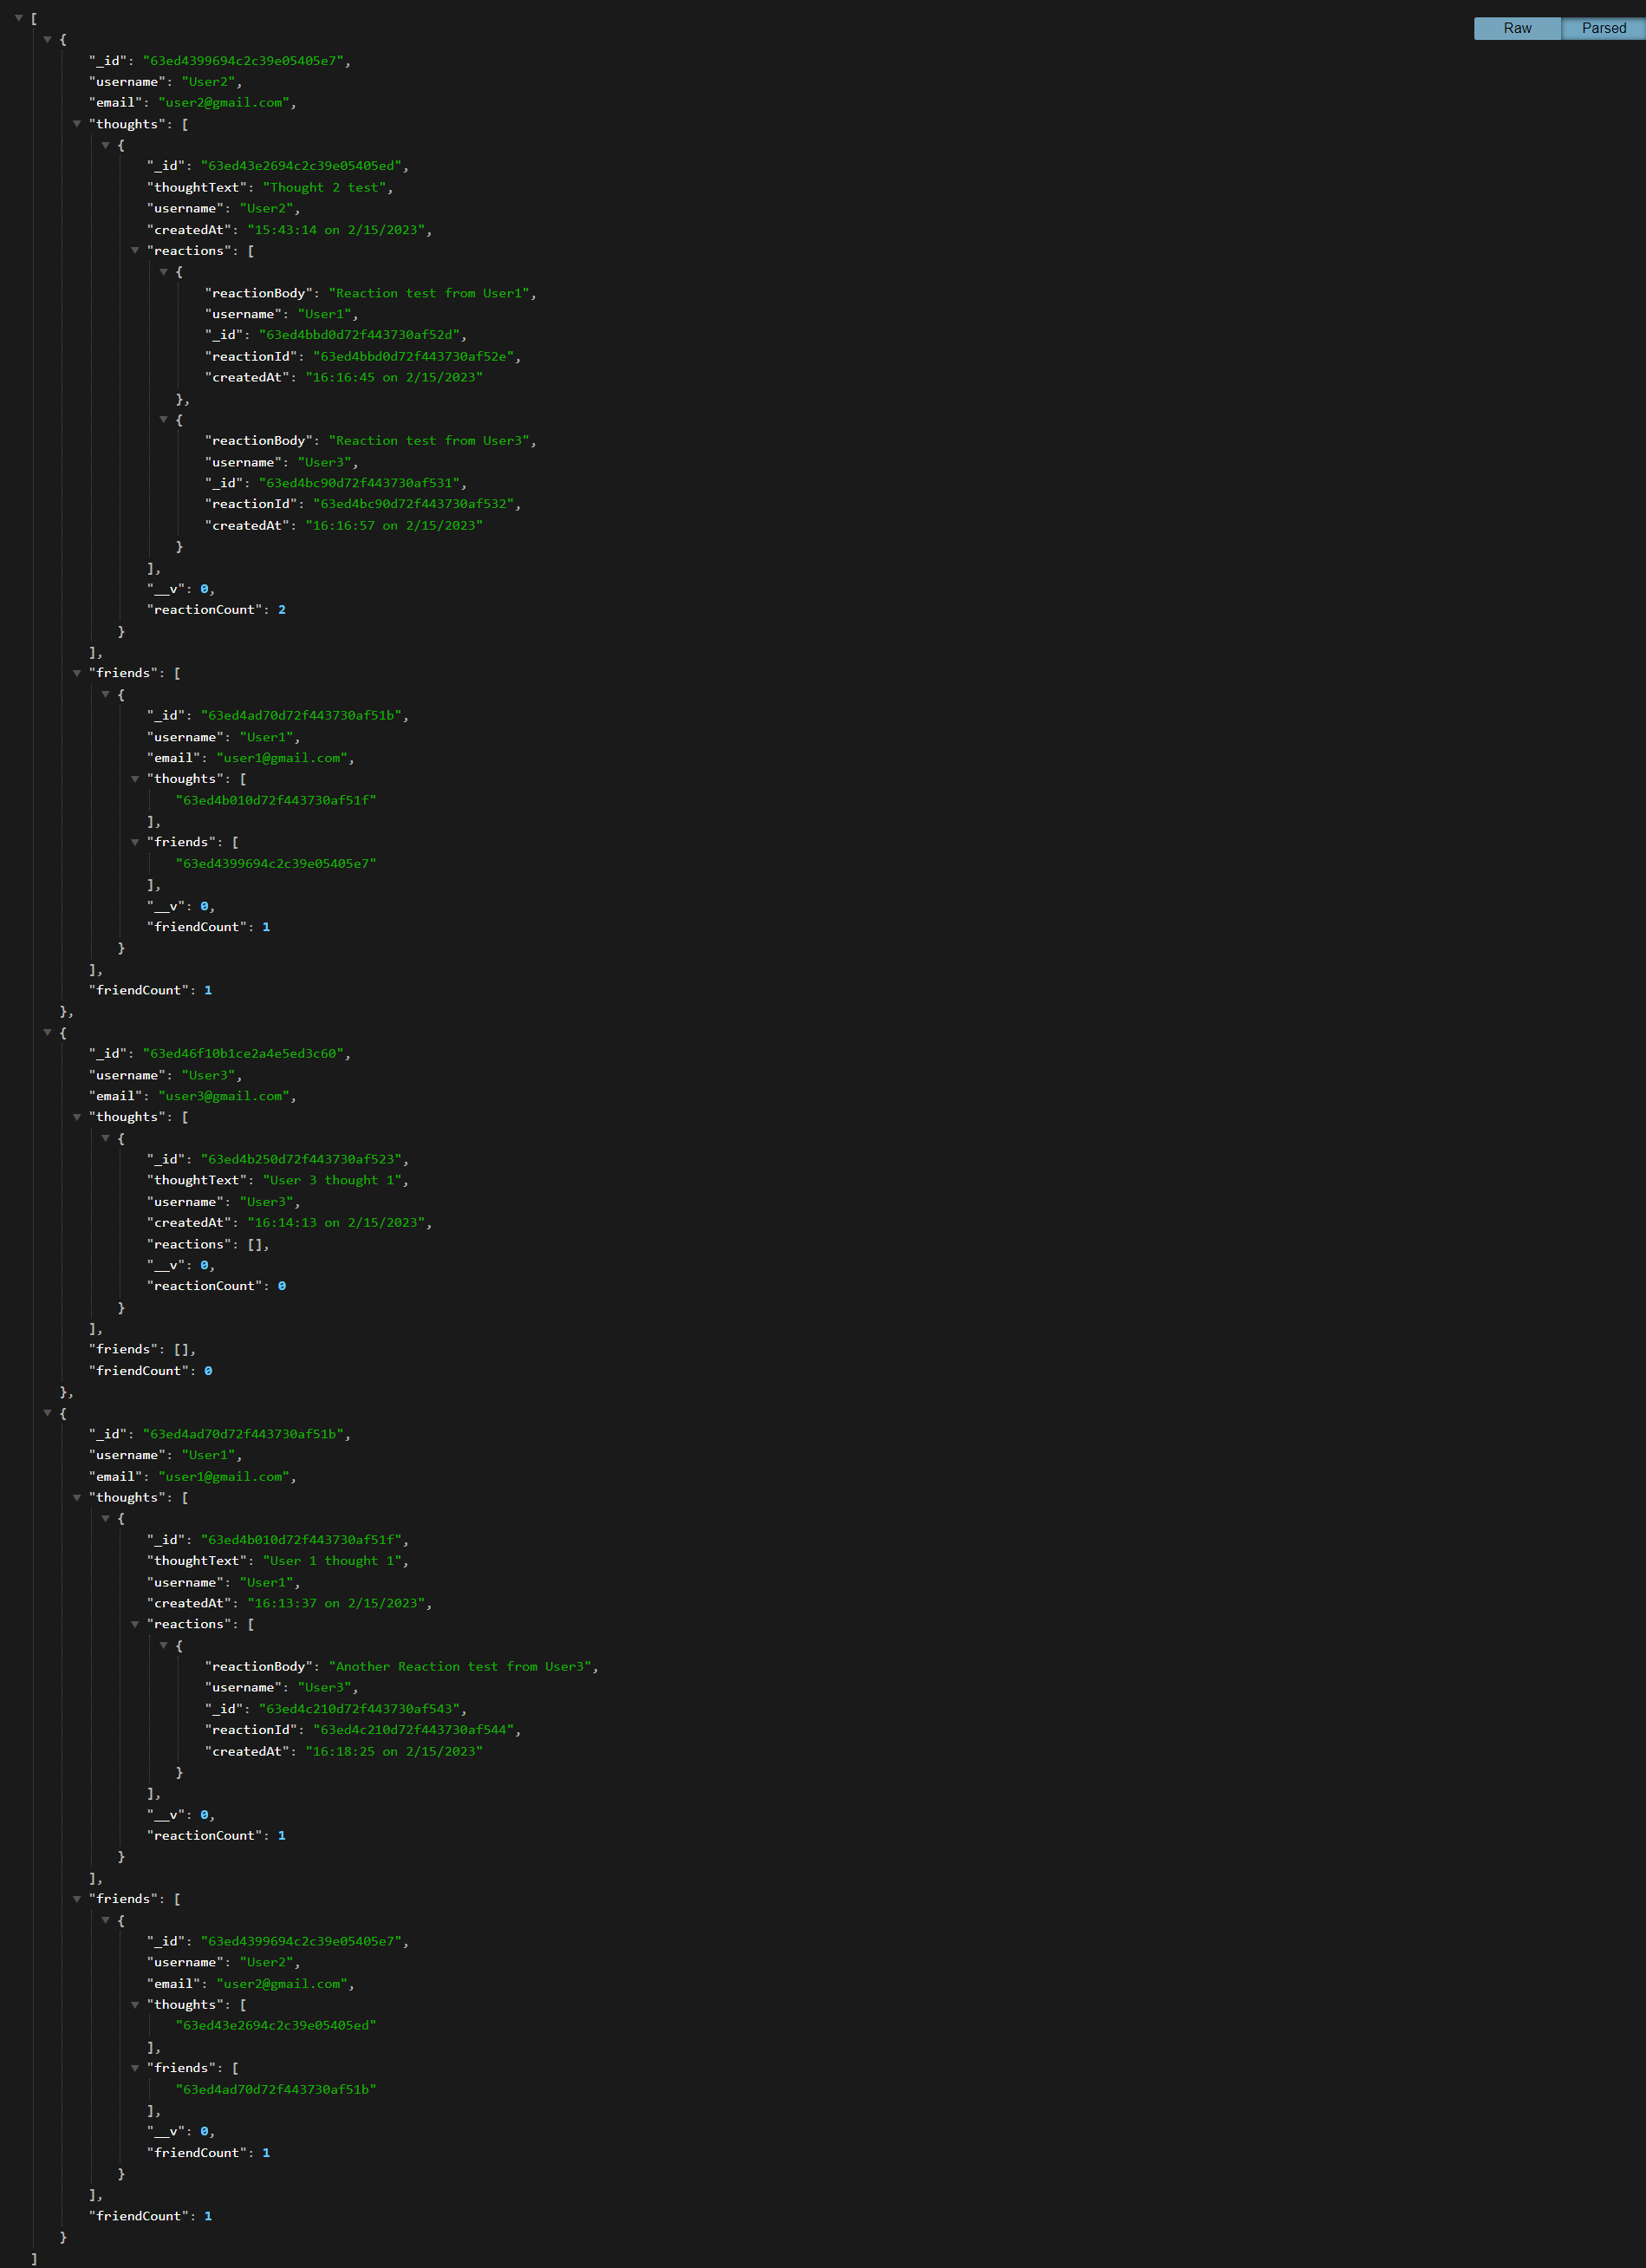 [
Raw Parsed
{
"_id": "63ed4399694c2c39e05405e7",
"username": "User2",
"email": "user2@gmail.com",
"thoughts": [
{
"_id": "63ed43e2694c2c39e05405ed",
"thoughtText": "Thought 2 test",
"username": "User2",
"createdAt": "15:43:14 on 2/15/2023",
"reactions": [
{
"reactionBody": "Reaction test from User1",
"username": "User1",
"_id": "63ed4bbd0d72f443730af52d",
"reactionId": "63ed4bbd0d72f443730af52e",
"createdAt": "16:16:45 on 2/15/2023"
},
{
"reactionBody": "Reaction test from User3",
"username": "User3",
"_id": "63ed4bc90d72f443730af531",
"reactionId": "63ed4bc90d72f443730af532",
"createdAt": "16:16:57 on 2/15/2023"
}
],
"__v": 0,
"reactionCount": 2
}
],
"friends": [
{
"_id": "63ed4ad70d72f443730af51b",
"username": "User1",
"email": "user1@gmail.com",
"thoughts": [
"63ed4b010d72f443730af51f"
],
"friends": [
"63ed4399694c2c39e05405e7"
],
"__v": 0,
"friendCount": 1
}
],
"friendCount": 1
},
{
"_id": "63ed46f10b1ce2a4e5ed3c60",
"username": "User3",
"email": "user3@gmail.com",
"thoughts": [
{
"_id": "63ed4b250d72f443730af523",
"thoughtText": "User 3 thought 1",
"username": "User3",
"createdAt": "16:14:13 on 2/15/2023",
"reactions": [],
"__v": 0,
"reactionCount": 0
}
],
"friends": [],
"friendCount": 0
},
{
"_id": "63ed4ad70d72f443730af51b",
"username": "User1",
"email": "user1@gmail.com",
"thoughts": [
{
"_id": "63ed4b010d72f443730af51f",
"thoughtText": "User 1 thought 1",
"username": "User1",
"createdAt": "16:13:37 on 2/15/2023",
"reactions": [
{
"reactionBody": "Another Reaction test from User3",
"username": "User3",
"_id": "63ed4c210d72f443730af543",
"reactionId": "63ed4c210d72f443730af544",
"createdAt": "16:18:25 on 2/15/2023"
}
],
"__v": 0,
"reactionCount": 1
}
],
"friends": [
{
"_id": "63ed4399694c2c39e05405e7",
"username": "User2",
"email": "user2@gmail.com",
"thoughts": [
"63ed43e2694c2c39e05405ed"
],
"friends": [
"63ed4ad70d72f443730af51b"
],
"__v": 0,
"friendCount": 1
}
],
"friendCount": 1
}
]